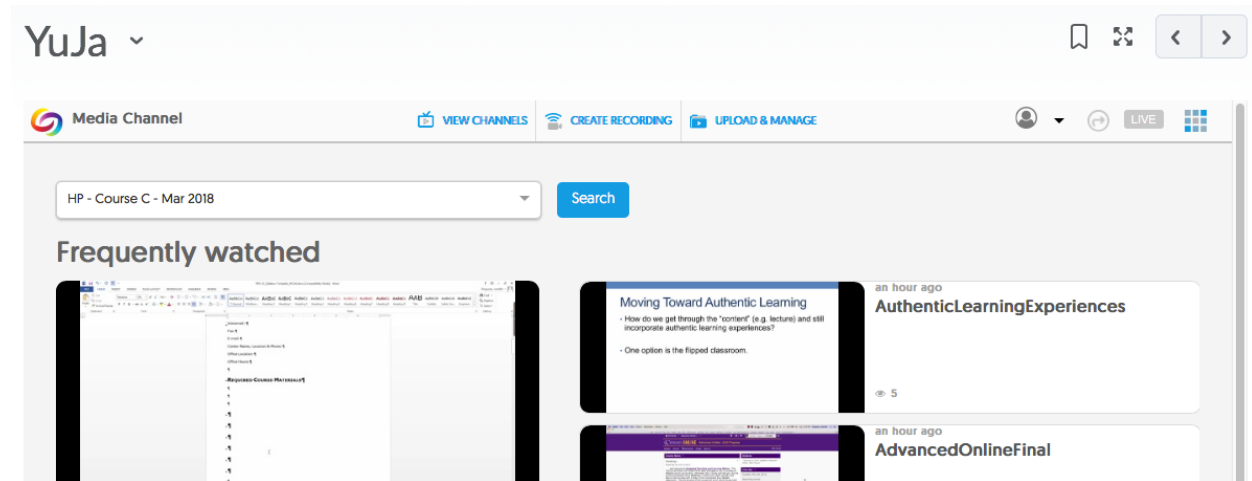 YuJa
Media Channel
VIEW CHANNELS
CREATE RECORDING
UPLOAD & MANAGE
LIVE
HP - Course C - Mar 2018
Search
Frequently watched
REQUIRED COURSE MATERIALS¶
Moving Toward Authentic Learning
- How do we get through the "content" (e.g. lecture) and still
incorporate authentic learning experiences?
- One option is the flipped classroom.
an hour ago
AuthenticLearningExperiences
5
an hour ago
AdvancedOnlineFinal